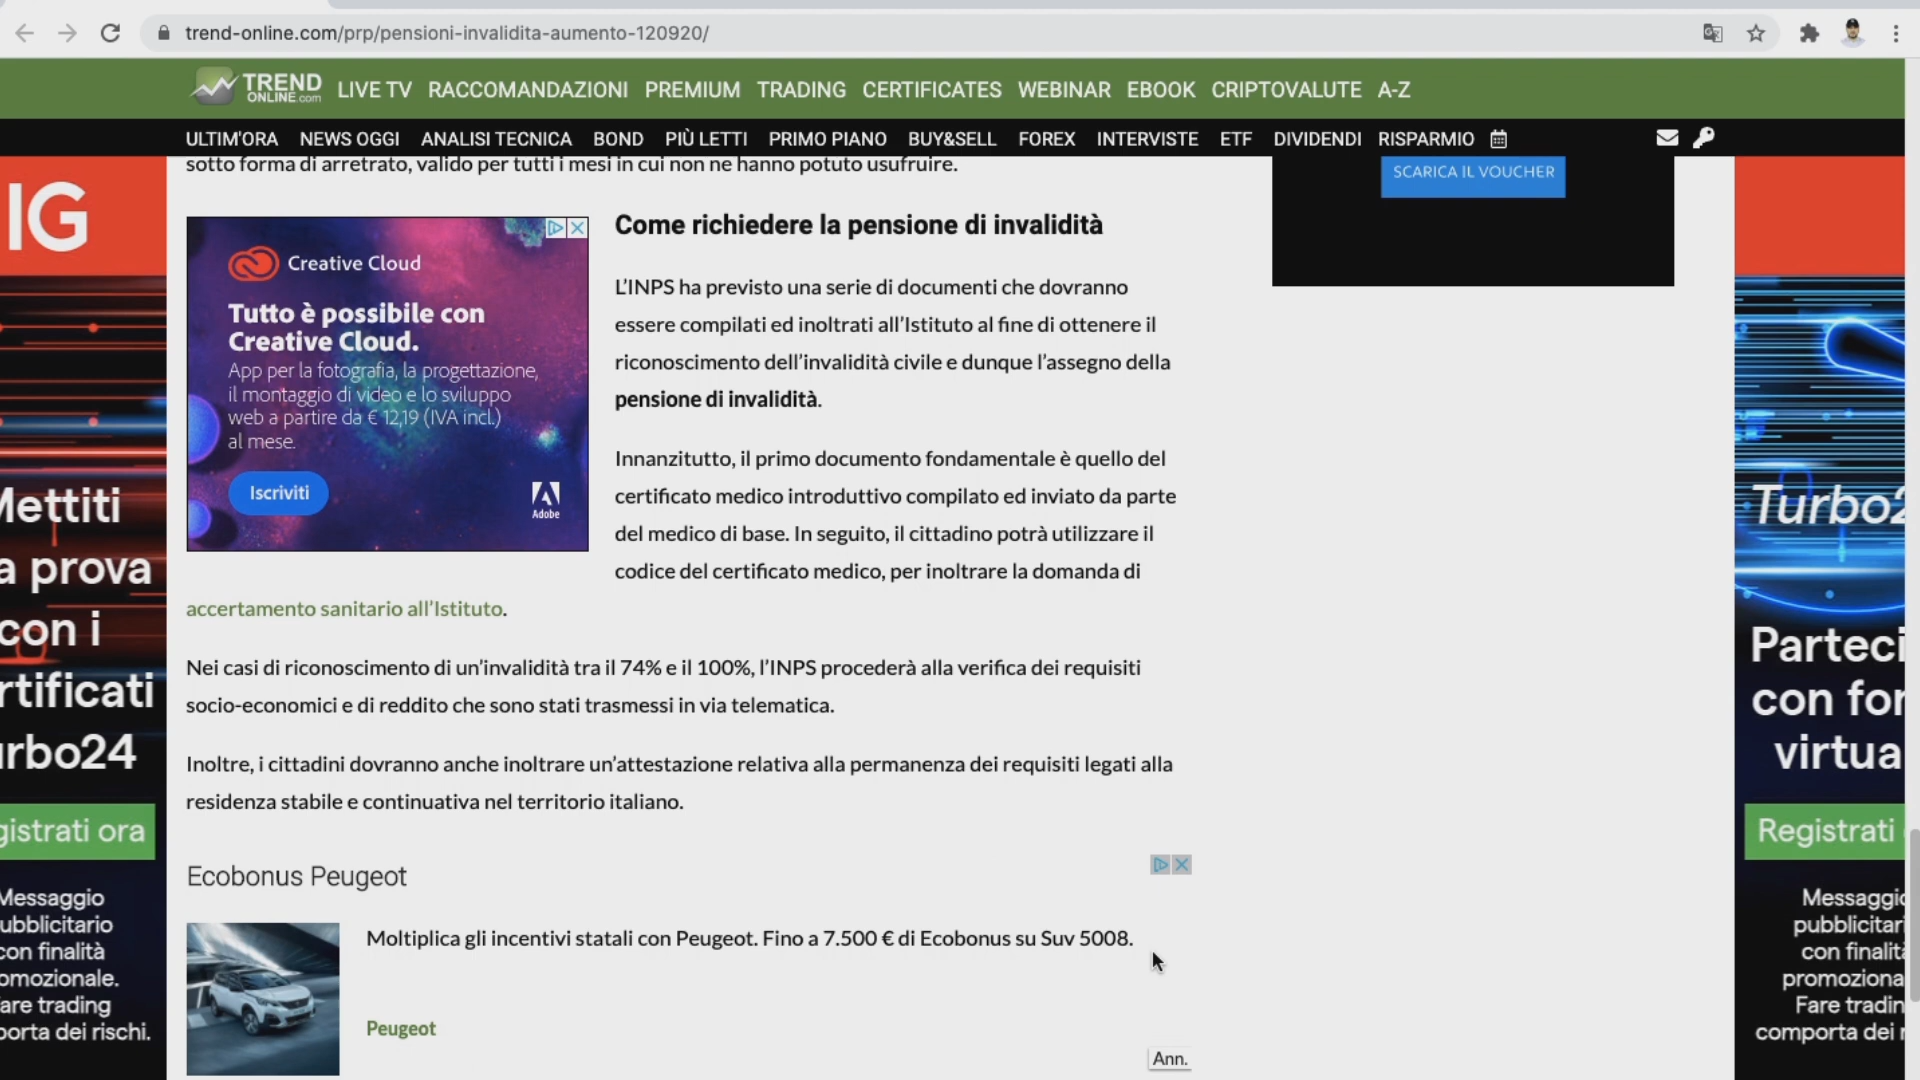 trend-online.com/prp/pensioni-invalidita-aumento-120920/
TREND
ONLINE.com
LIVE TV RACCOMANDAZIONI PREMIUM TRADING CERTIFICATES WEBINAR EBOOK CRIPTOVALUTE A-Z
ULTIM'ORA NEWS OGGI ANALISI TECNICA BOND PIÙ LETTI PRIMO PIANO BUY&SELL FOREX INTERVISTE ETF DIVIDENDI RISPARMIO
sotto forma di arretrato, valido per tutti i mesi in cui non ne hanno potuto usufruire.
SCARICA IL VOUCHER
IG
Creative Cloud
Tutto è possibile con
Creative Cloud.
App per la fotografia, la progettazione,
il montaggio di video e lo sviluppo
web a partire da € 12,19 (IVA incl.)
al mese.
Iscriviti
Adobe
Come richiedere la pensione di invalidità
L'INPS ha previsto una serie di documenti che dovranno
essere compilati ed inoltrati all'Istituto al fine di ottenere il
riconoscimento dell'invalidità civile e dunque l'assegno della
pensione di invalidità.
Innanzitutto, il primo documento fondamentale è quello del
certificato medico introduttivo compilato ed inviato da parte
del medico di base. In seguito, il cittadino potrà utilizzare il
codice del certificato medico, per inoltrare la domanda di
accertamento sanitario all'Istituto.
Nei casi di riconoscimento di un'invalidità tra il 74% e il 100%, l'INPS procederà alla verifica dei requisiti
socio-economici e di reddito che sono stati trasmessi in via telematica.
Inoltre, i cittadini dovranno anche inoltrare un'attestazione relativa alla permanenza dei requisiti legati alla
residenza stabile e continuativa nel territorio italiano.
Ecobonus Peugeot
Moltiplica gli incentivi statali con Peugeot. Fino a 7.500 € di Ecobonus su Suv 5008.
Peugeot
Ann.
Mettiti
a prova
con i
rtificati
urbo24
gistrati ora
Messaggio
ubblicitario
con finalità
omozionale.
are trading
porta dei rischi.
Turbo2
Parteci
con for
virtua
Registrati
Messaggio
pubblicitari
con finalità
promoziona
Fare tradin
comporta dei r